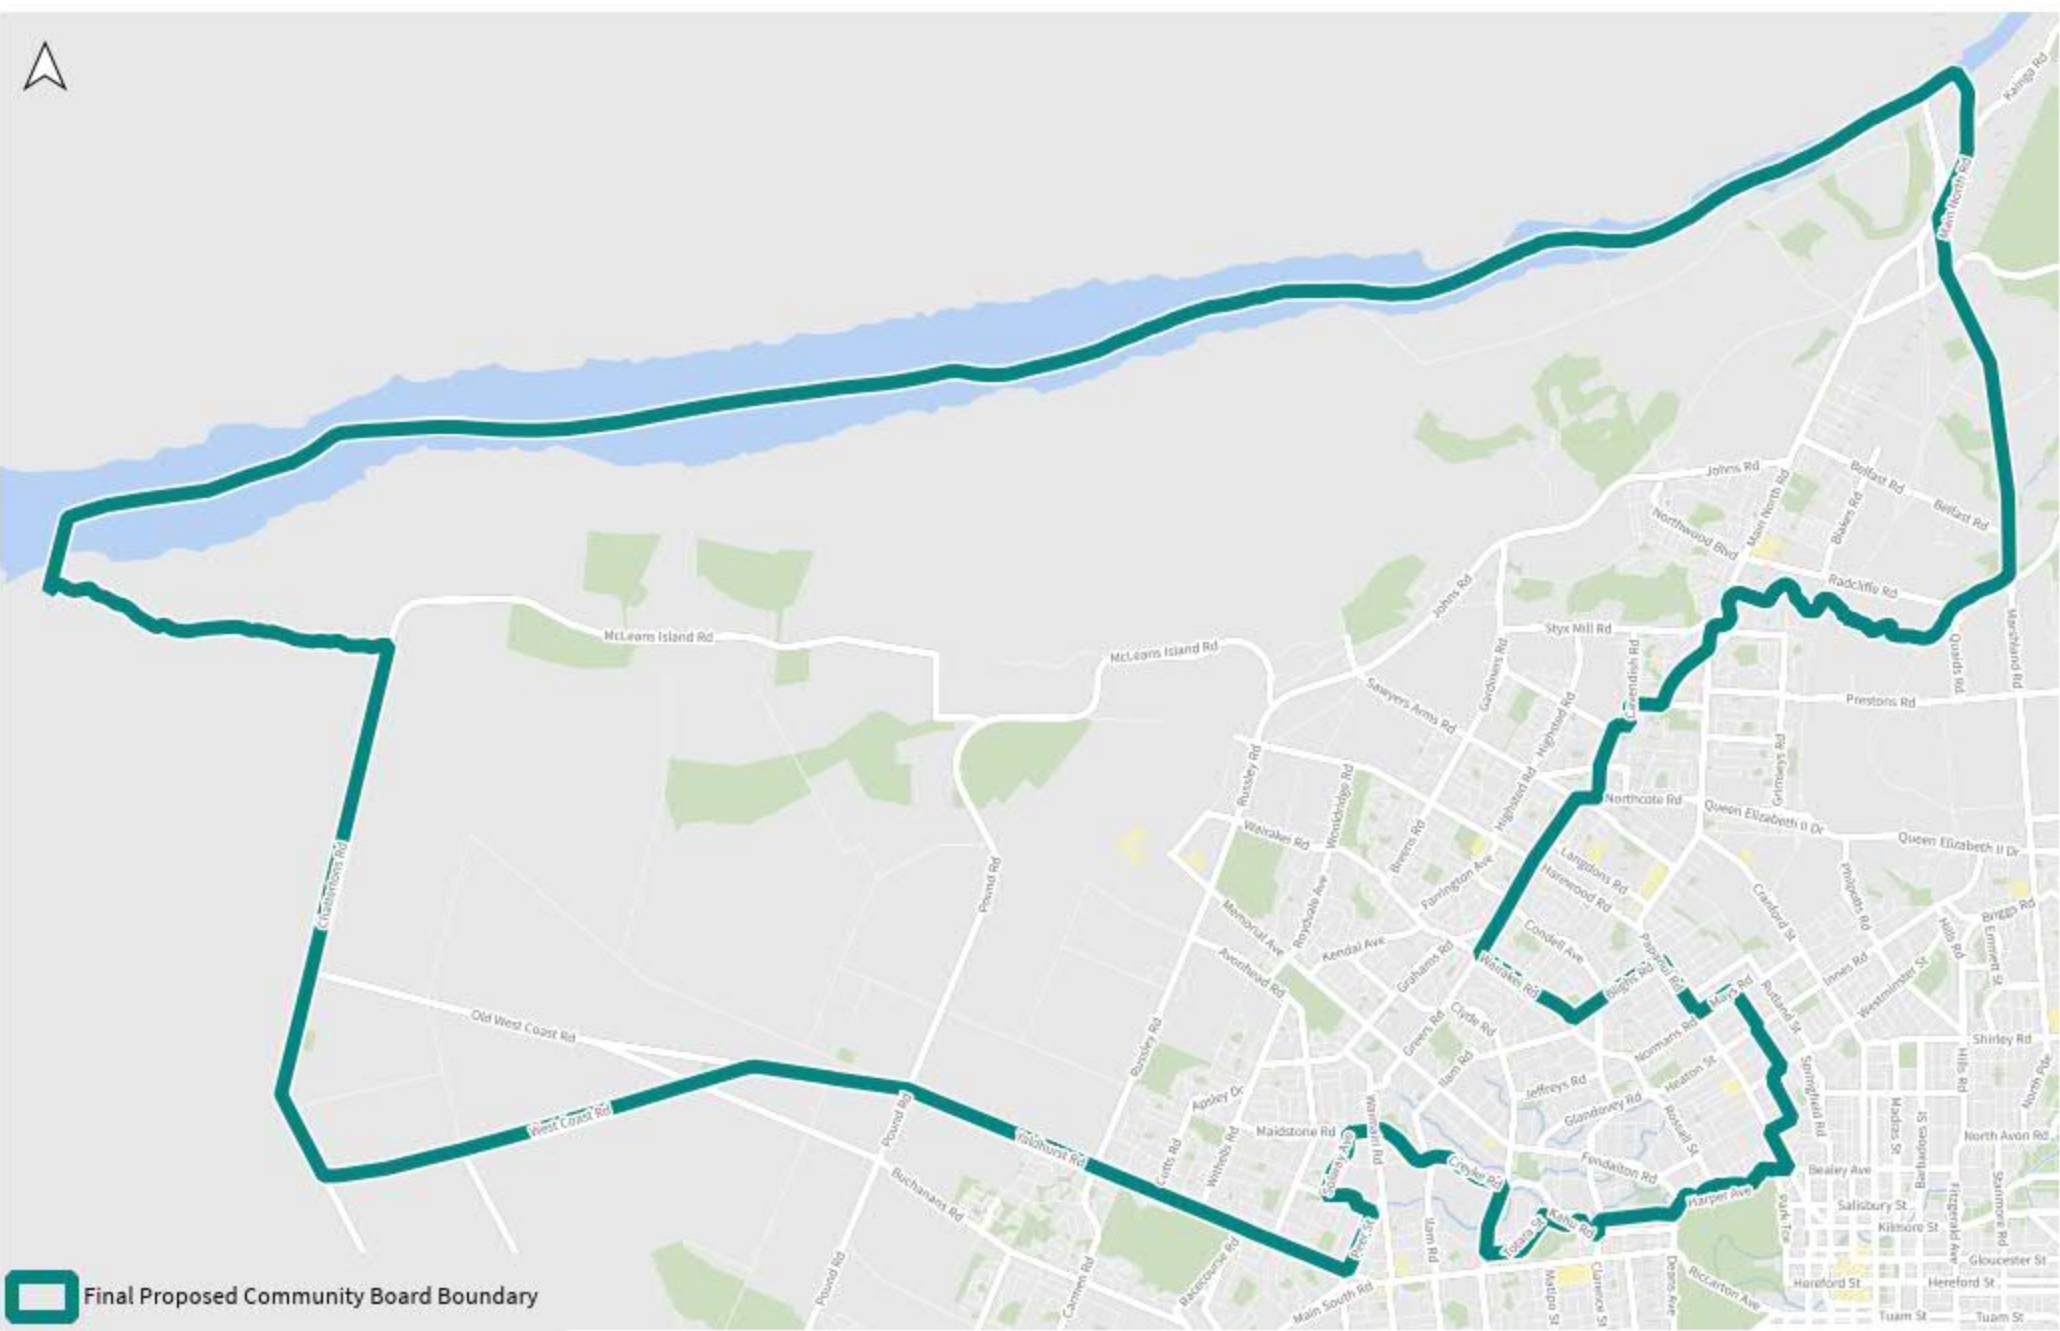 Kainga Rd
Main North Rd
Johns Rd
Belfast Rd
Belfast Rd
Blakes Rd
Main North Rd
Northwood Blvd
Radcliffe Rd
McLeans Island Rd
McLeans Island Rd
Johns Rd
Styx Mill Rd
Gardiners Rd
Cavendish Rd
Quaids Rd
Marshland Rd
Prestons Rd
Sawyers Arms Rd
Highsted Rd
Grimseys Rd
Russley Rd
Wooldridge Rd
Highsted Rd
Northcote Rd
Queen Elizabeth II Dr
Queen Elizabeth II Dr
Wairakei Rd
Breens Rd
Chattertons Rd
Pound Rd
Farrington Ave
Langdons Rd
Harewood Rd
Cranford St
Philpotts Rd
Briggs Rd
Memorial Ave
Roydvale Ave
Avonhead Rd
Kendal Ave
Grahams Rd
Condell Ave
Papanui Rd
Hills Rd
Emmett St
Innes Rd
Westminster St
Wairakei Rd
Blighs Rd
Mays Rd
Rutland St
Old West Coast Rd
Russley Rd
Clyde Rd
Greers Rd
Normans Rd
Shirley Rd
Ilam Rd
Heaton St
Jeffreys Rd
Springfield Rd
Hills Rd
North Pde
West Coast Rd
Pound Rd
Apsley Dr
Glandovey Rd
Rossall St
Madras St
Barbadoes St
Yaldhurst Rd
Maidstone Rd
Waimairi Rd
Solway Ave
Cutts Rd
Withells Rd
North Avon Rd
Creyke Rd
Fendalton Rd
Bealey Ave
Buchanans Rd
Harper Ave
Park Tce
Salisbury St
Fitzgerald Ave
Stanmore Rd
Peer St
Ilam Rd
Totara St
Kahu Rd
Kilmore St
Pound Rd
Carmen Rd
Racecourse Rd
Main South Rd
Matipo St
Clarence St
Deans Ave
Riccarton Ave
Gloucester St
Hereford St
Hereford St
Tuam St
Tuam St
Final Proposed Community Board Boundary